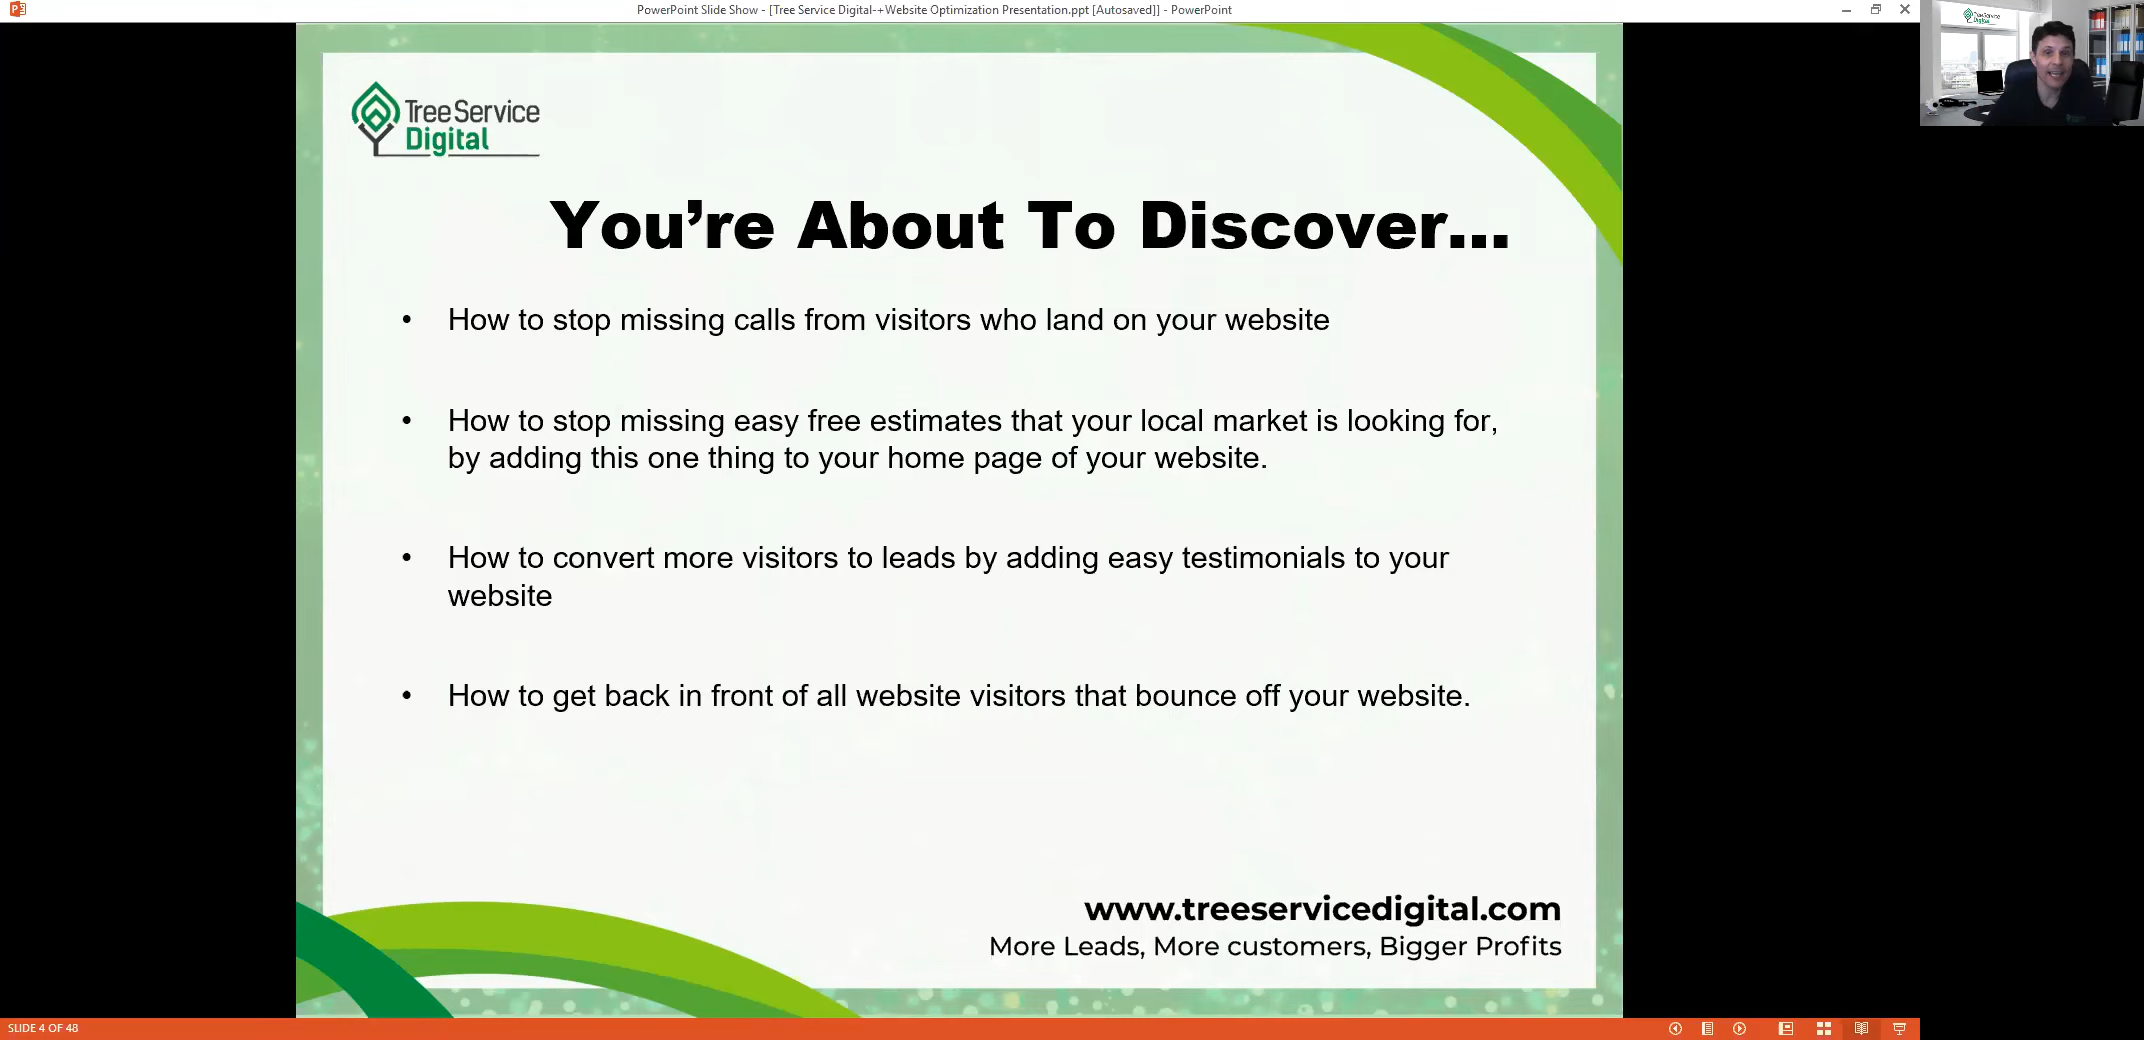 PowerPoint Slide Show - [Tree Service Digital-+Website Optimization Presentation.ppt [Autosaved]] - PowerPoint
TreeService
Digital
Tree Service
Digital
You’re About To Discover...
• How to stop missing calls from visitors who land on your website
• How to stop missing easy free estimates that your local market is looking for,
by adding this one thing to your home page of your website.
• How to convert more visitors to leads by adding easy testimonials to your
website
• How to get back in front of all website visitors that bounce off your website.
www.treeservicedigital.com
More Leads, More customers, Bigger Profits
SLIDE 4 OF 48